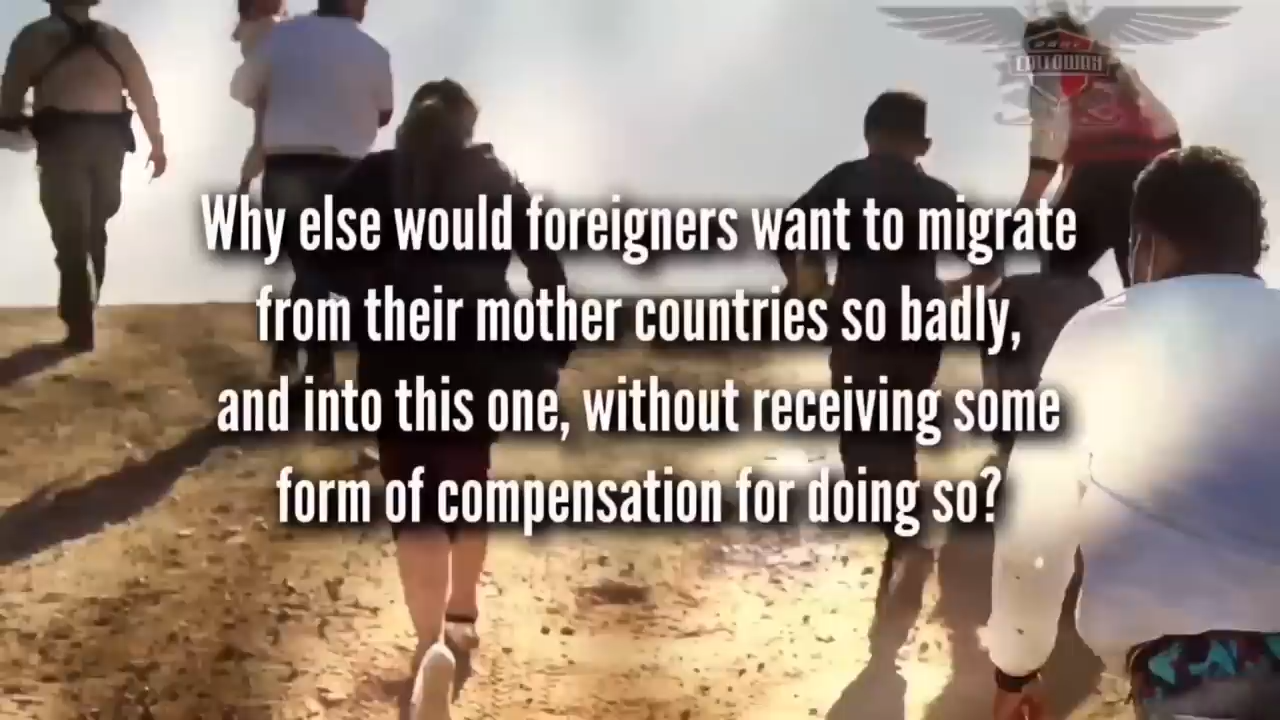 Why else would foreigners want to migrate
from their mother countries so badly,
and into this one, without receiving some
form of compensation for doing so?